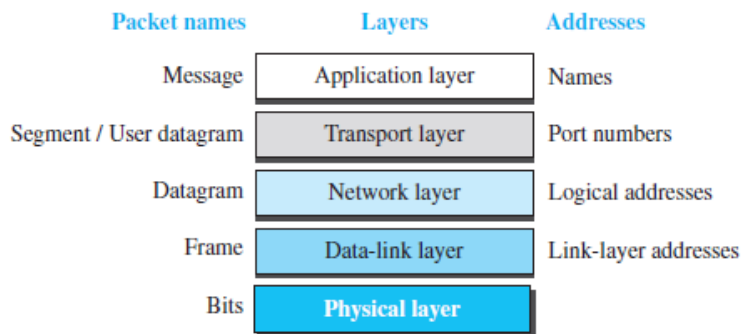 Packet names Layers Addresses
Message Application layer Names
Segment / User datagram Transport layer Port numbers
Datagram Network layer Logical addresses
Frame Data-link layer Link-layer addresses
Bits Physical layer